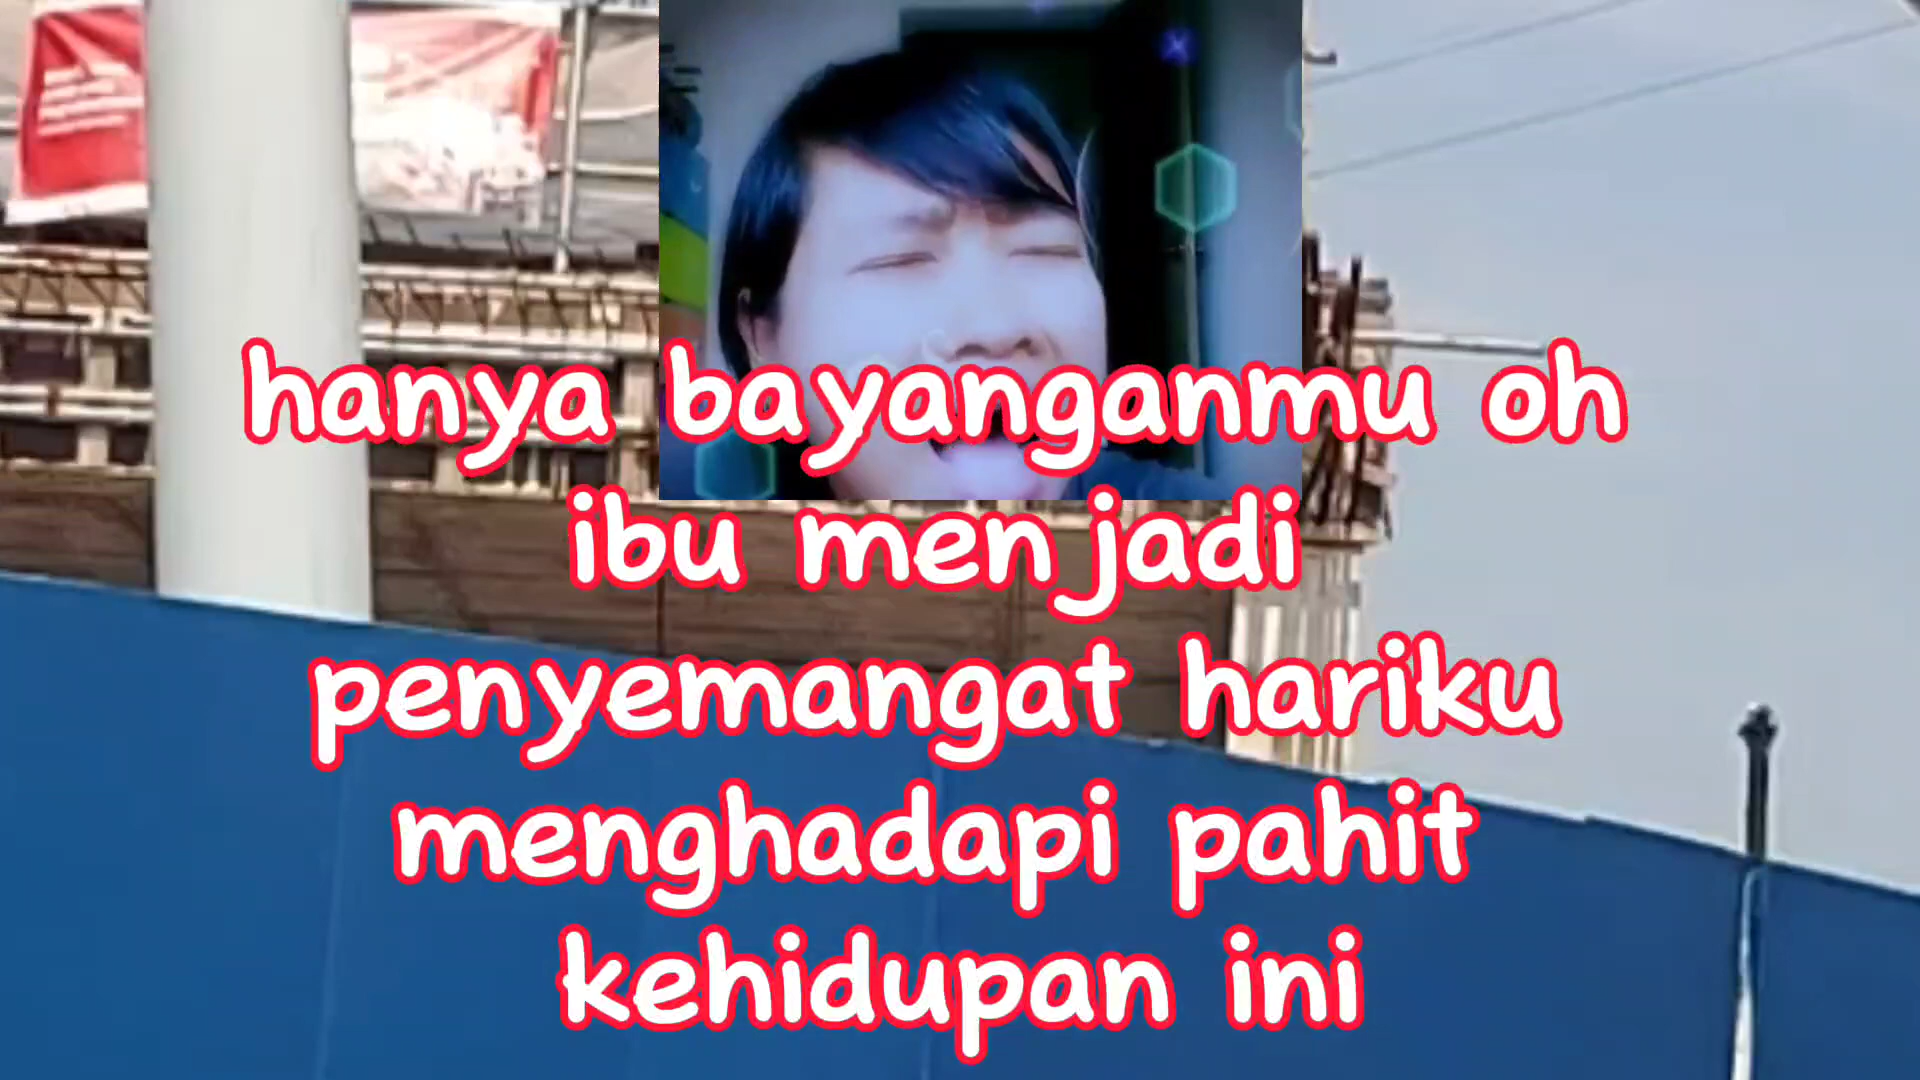 hanya bayanganmu oh
ibu menjadi
penyemangat hariku
menghadapi pahit
kehidupan ini